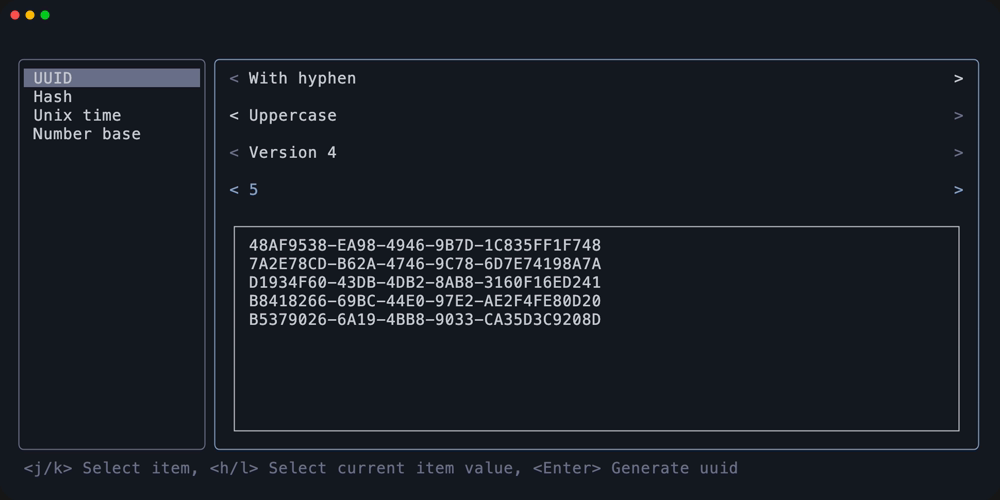 UUID
Hash
Unix time
Number base
< With hyphen >
< Uppercase >
< Version 4 >
< 5 >
48AF9538-EA98-4946-9B7D-1C835FF1F748
7A2E78CD-B62A-4746-9C78-6D7E74198A7A
D1934F60-43DB-4DB2-8AB8-3160F16ED241
B8418266-69BC-44E0-97E2-AE2F4FE80D20
B5379026-6A19-4BB8-9033-CA35D3C9208D
<j/k> Select item, <h/l> Select current item value, <Enter> Generate uuid